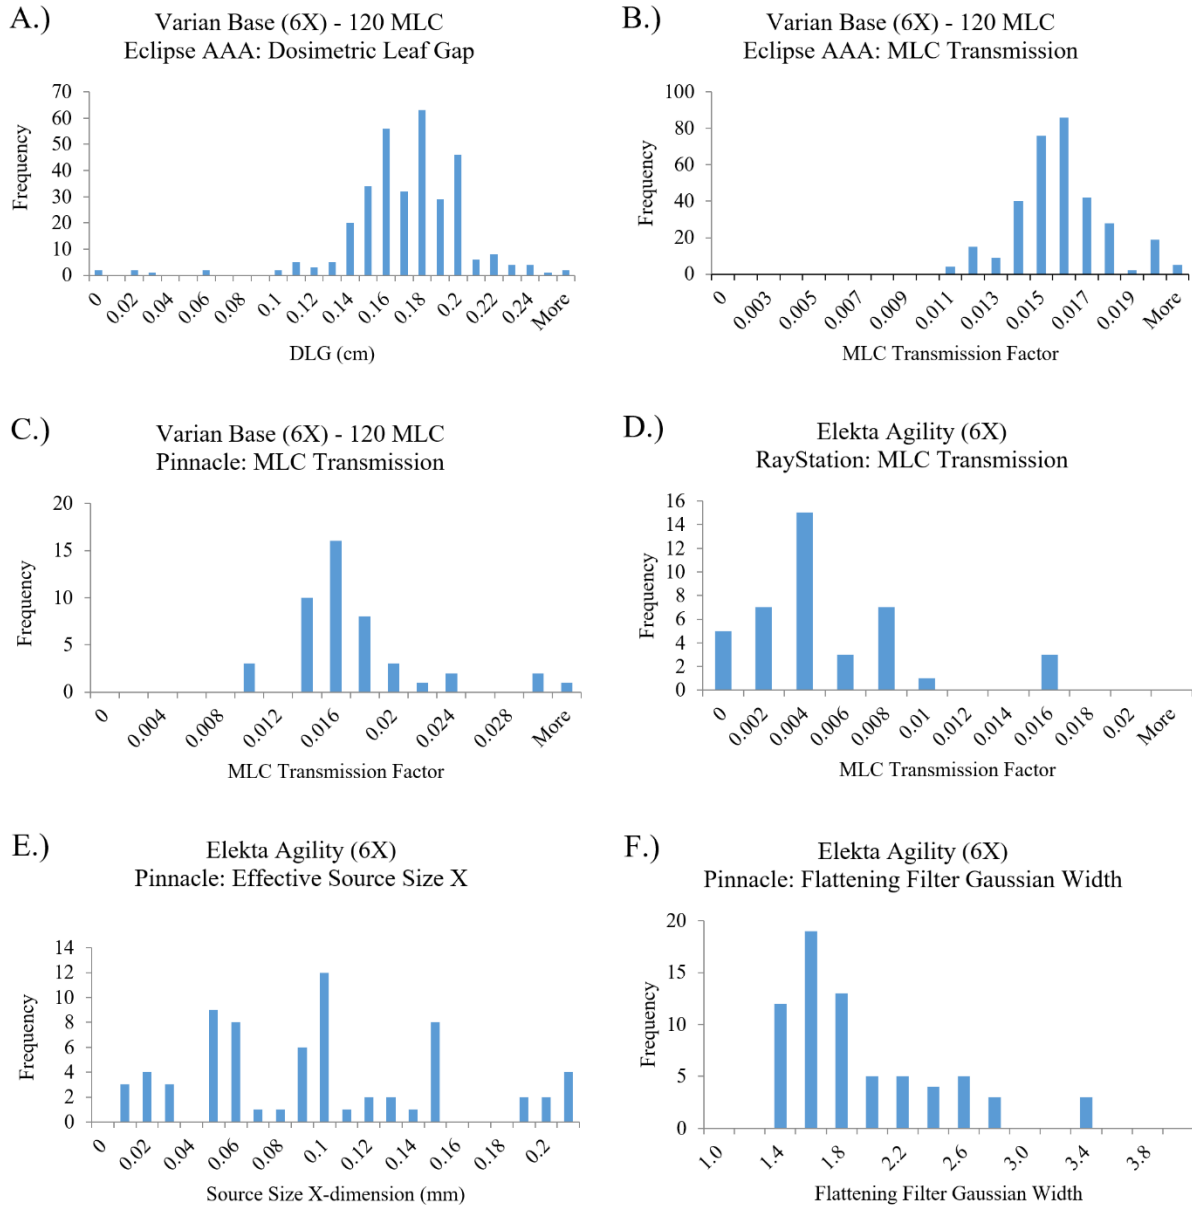 A.)
Varian Base (6X) - 120 MLC
Eclipse AAA: Dosimetric Leaf Gap
Frequency
70
60
50
40
30
20
10
0
0 0.02 0.04 0.06 0.08 0.1 0.12 0.14 0.16 0.18 0.2 0.22 0.24 More
DLG (cm)
B.)
Varian Base (6X) - 120 MLC
Eclipse AAA: MLC Transmission
Frequency
100
80
60
40
20
0
0 0.003 0.005 0.007 0.009 0.011 0.013 0.015 0.017 0.019 More
MLC Transmission Factor
C.)
Varian Base (6X) - 120 MLC
Pinnacle: MLC Transmission
Frequency
20
15
10
5
0
0 0.004 0.008 0.012 0.016 0.02 0.024 0.028 More
MLC Transmission Factor
D.)
Elekta Agility (6X)
RayStation: MLC Transmission
Frequency
16
14
12
10
8
6
4
2
0
0 0.002 0.004 0.006 0.008 0.01 0.012 0.014 0.016 0.018 0.02 More
MLC Transmission Factor
E.)
Elekta Agility (6X)
Pinnacle: Effective Source Size X
Frequency
14
12
10
8
6
4
2
0
0 0.02 0.04 0.06 0.08 0.1 0.12 0.14 0.16 0.18 0.2
Source Size X-dimension (mm)
F.)
Elekta Agility (6X)
Pinnacle: Flattening Filter Gaussian Width
Frequency
20
15
10
5
0
1.0 1.4 1.8 2.2 2.6 3.0 3.4 3.8
Flattening Filter Gaussian Width